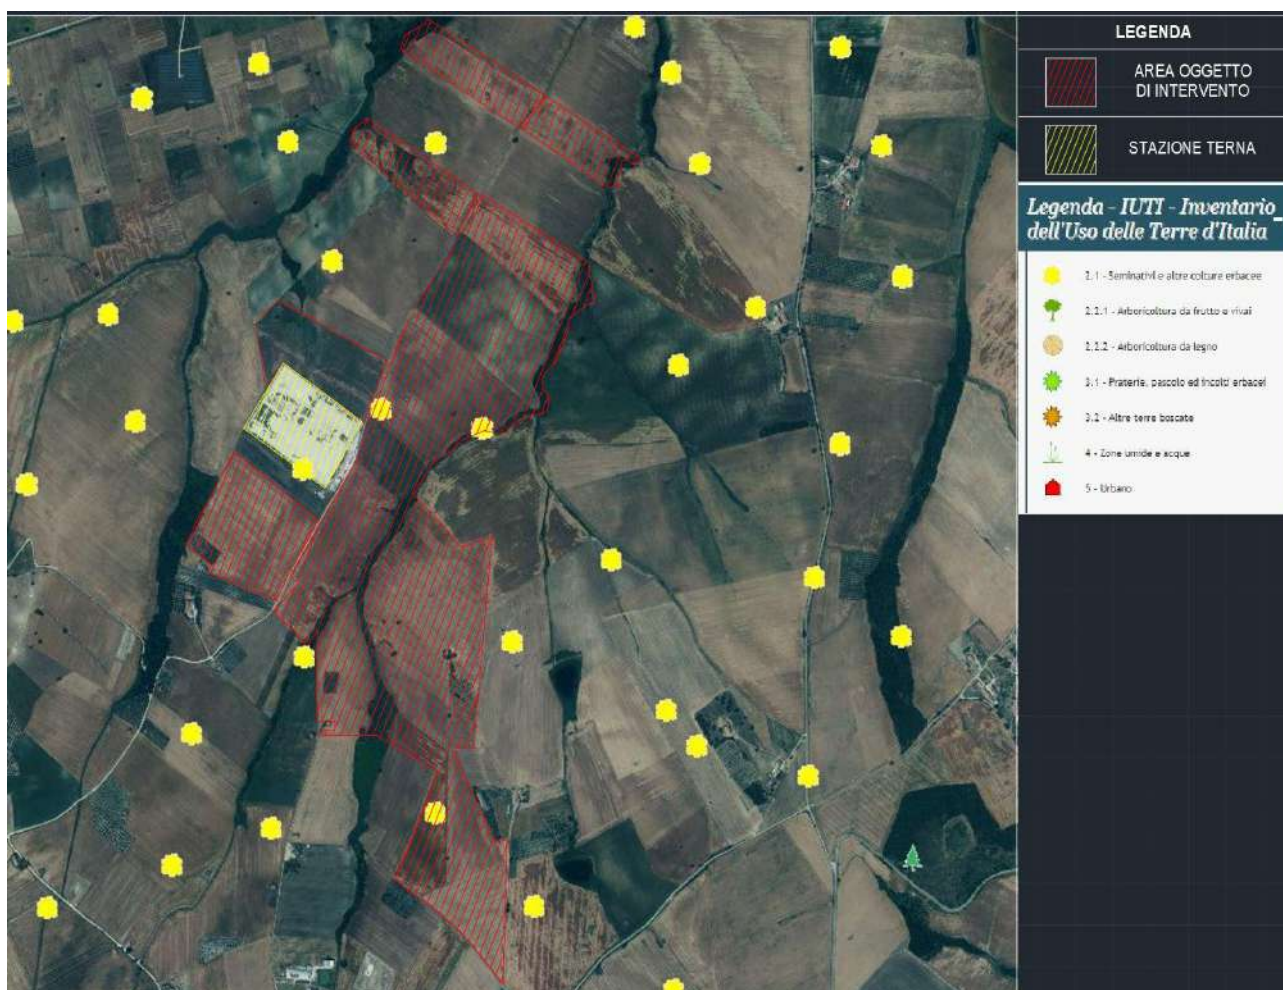 LEGENDA
AREA OGGETTO
DI INTERVENTO
STAZIONE TERNA
Legenda - IUTI - Inventario
dell'Uso delle Terre d'Italia
2.1 - Seminativi e altre colture erbacee
2.2.1 - Arboricoltura da frutto e vivai
2.2.2 - Arboricoltura da legno
3.1 - Praterie, pascolo ed incolti erbacei
3.2 - Altre terre boscate
4 - Zone umide e acque
5 - Urbano